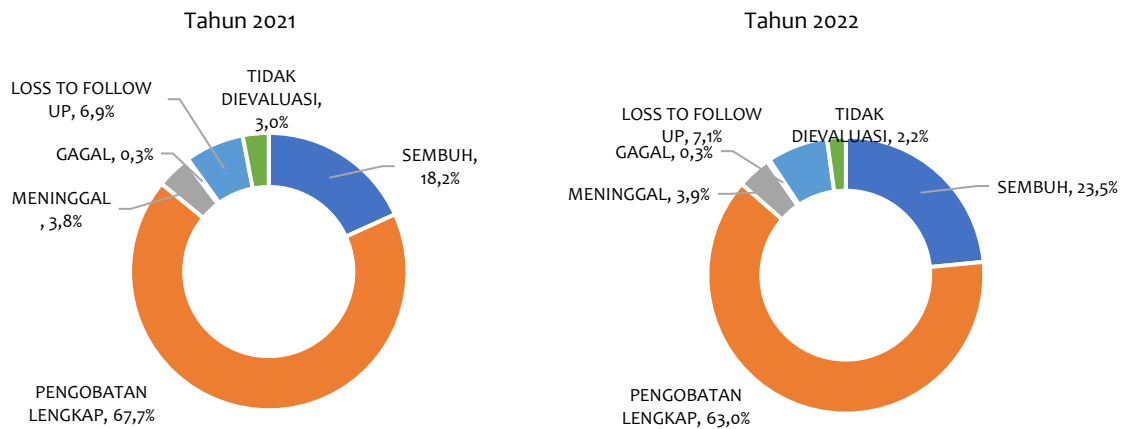 Tahun 2021
LOSS TO FOLLOW
UP, 6,9%
TIDAK
DIEVALUASI,
3,0%
GAGAL, 0,3%
MENINGGAL
, 3,8%
SEMBUH,
18,2%
PENGOBATAN
LENGKAP, 67,7%
Tahun 2022
LOSS TO FOLLOW
UP, 7,1%
TIDAK
DIEVALUASI, 2,2%
GAGAL, 0,3%
MENINGGAL, 3,9%
SEMBUH, 23,5%
PENGOBATAN
LENGKAP, 63,0%